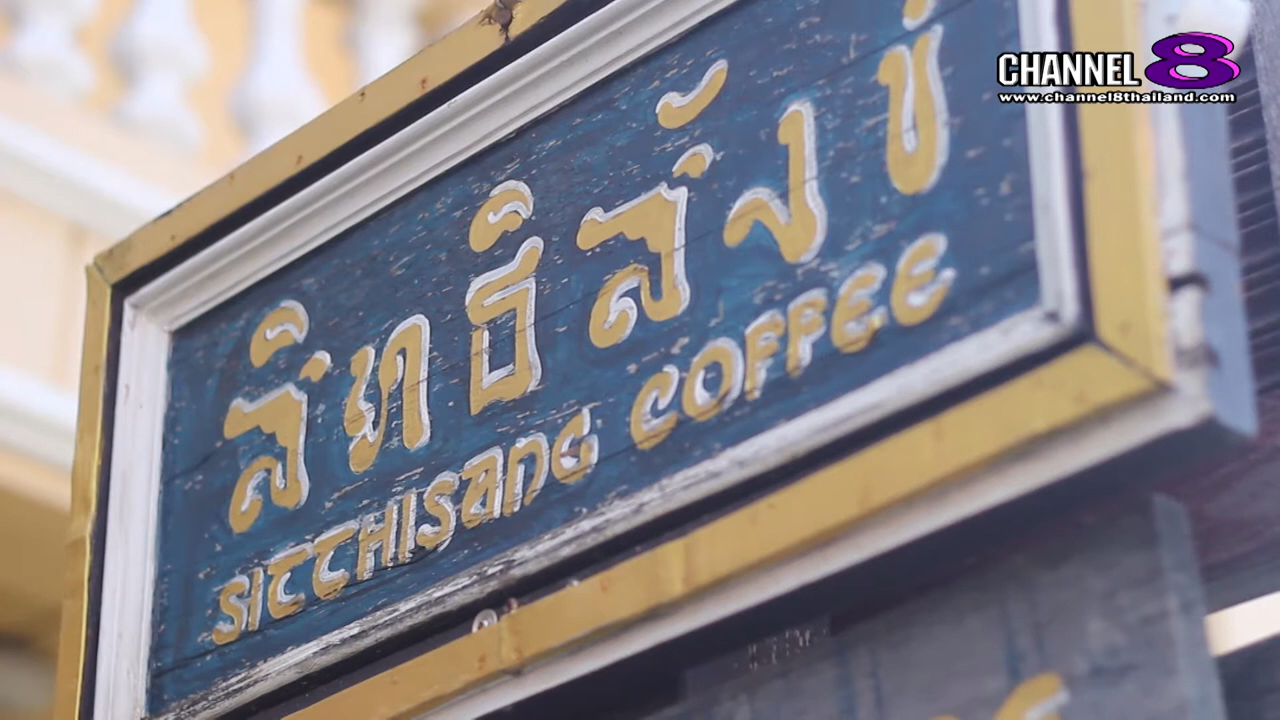 CHANNEL 8
www.channel8thailand.com
สิทธิสังข์
SITTHISANG COFFEE